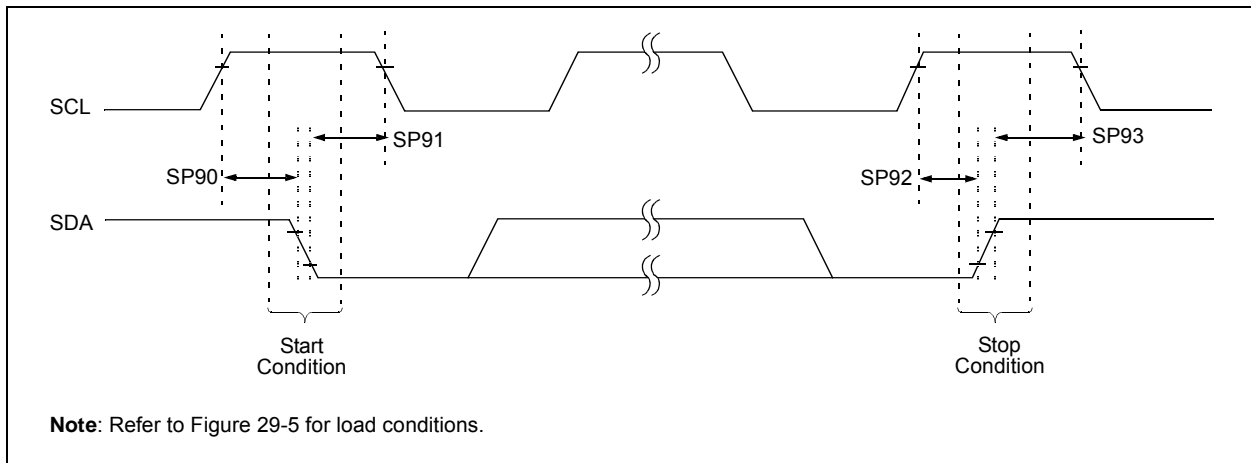 SCL
SP91
SP93
SP90
SP92
SDA
Start
Condition
Stop
Condition
Note: Refer to Figure 29-5 for load conditions.